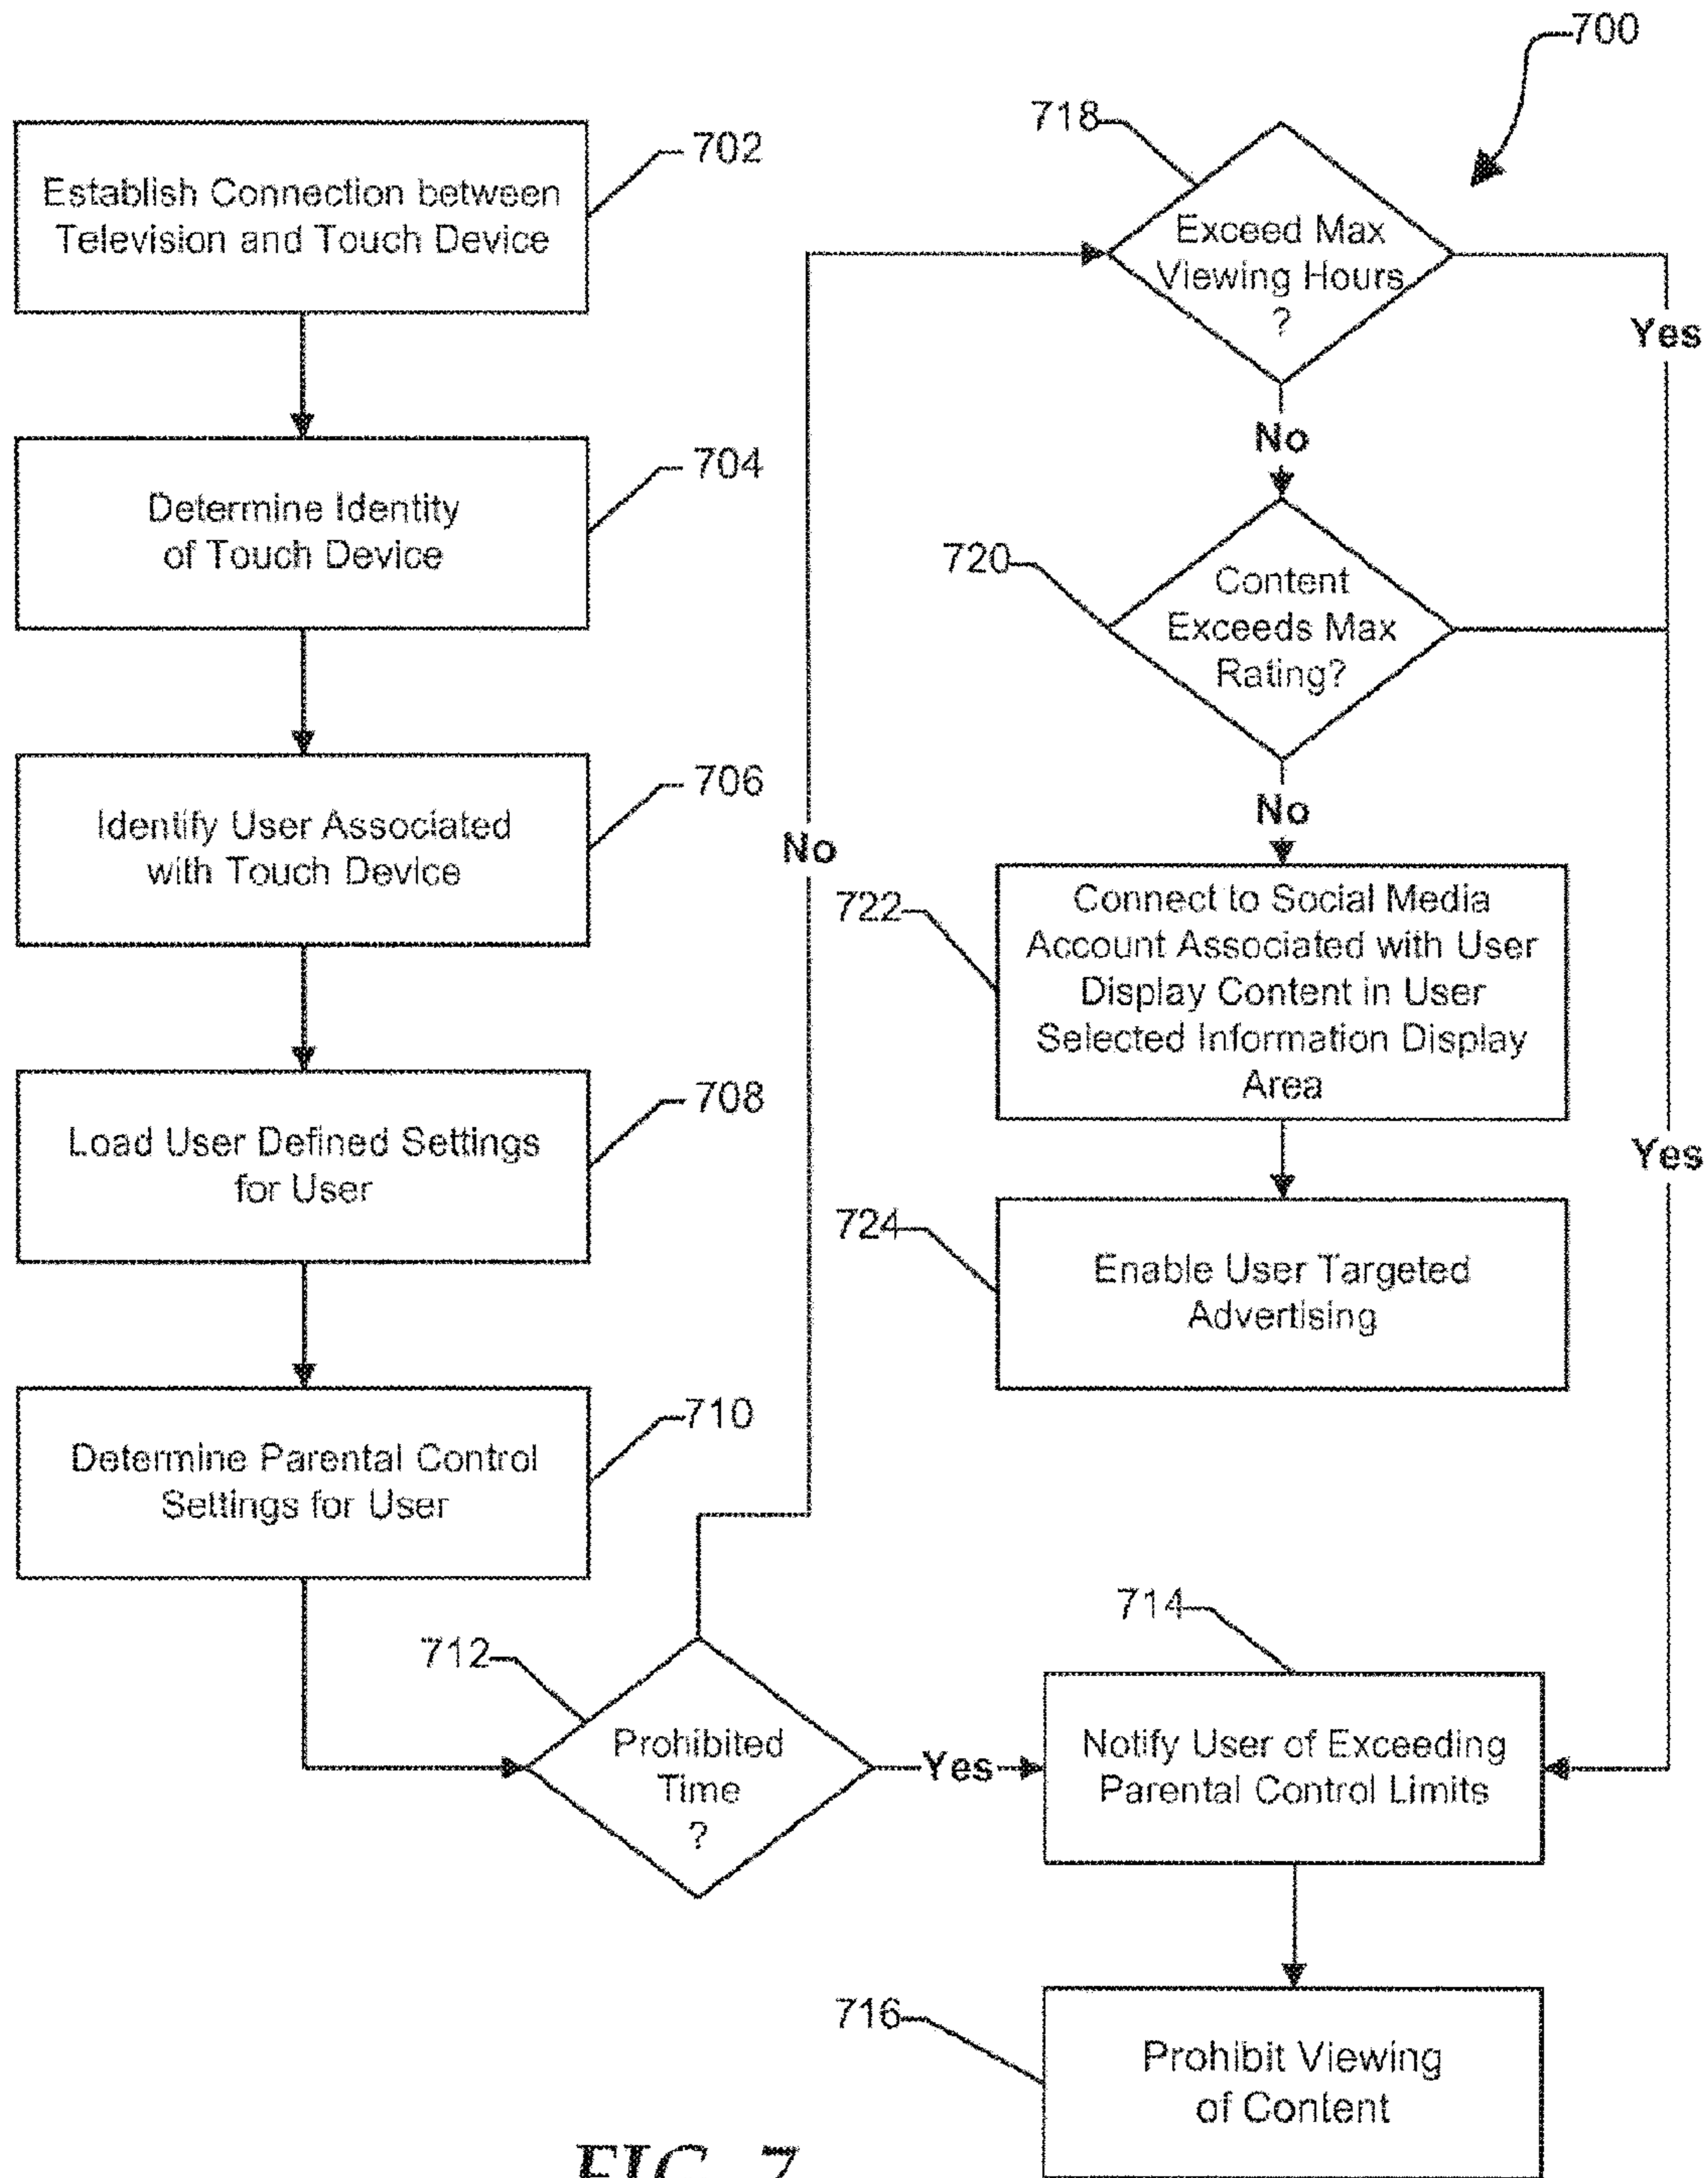 700
702
Establish Connection between
Television and Touch Device
704
Determine Identity
of Touch Device
706
Identify User Associated
with Touch Device
708
Load User Defined Settings
for User
710
Determine Parental Control
Settings for User
712
Prohibited
Time
?
No
Yes
718
Exceed Max
Viewing Hours
?
Yes
No
720
Content
Exceeds Max
Rating?
No
Yes
722
Connect to Social Media
Account Associated with User
Display Content in User
Selected Information Display
Area
724
Enable User Targeted
Advertising
714
Notify User of Exceeding
Parental Control Limits
716
Prohibit Viewing
of Content
FIG. 7